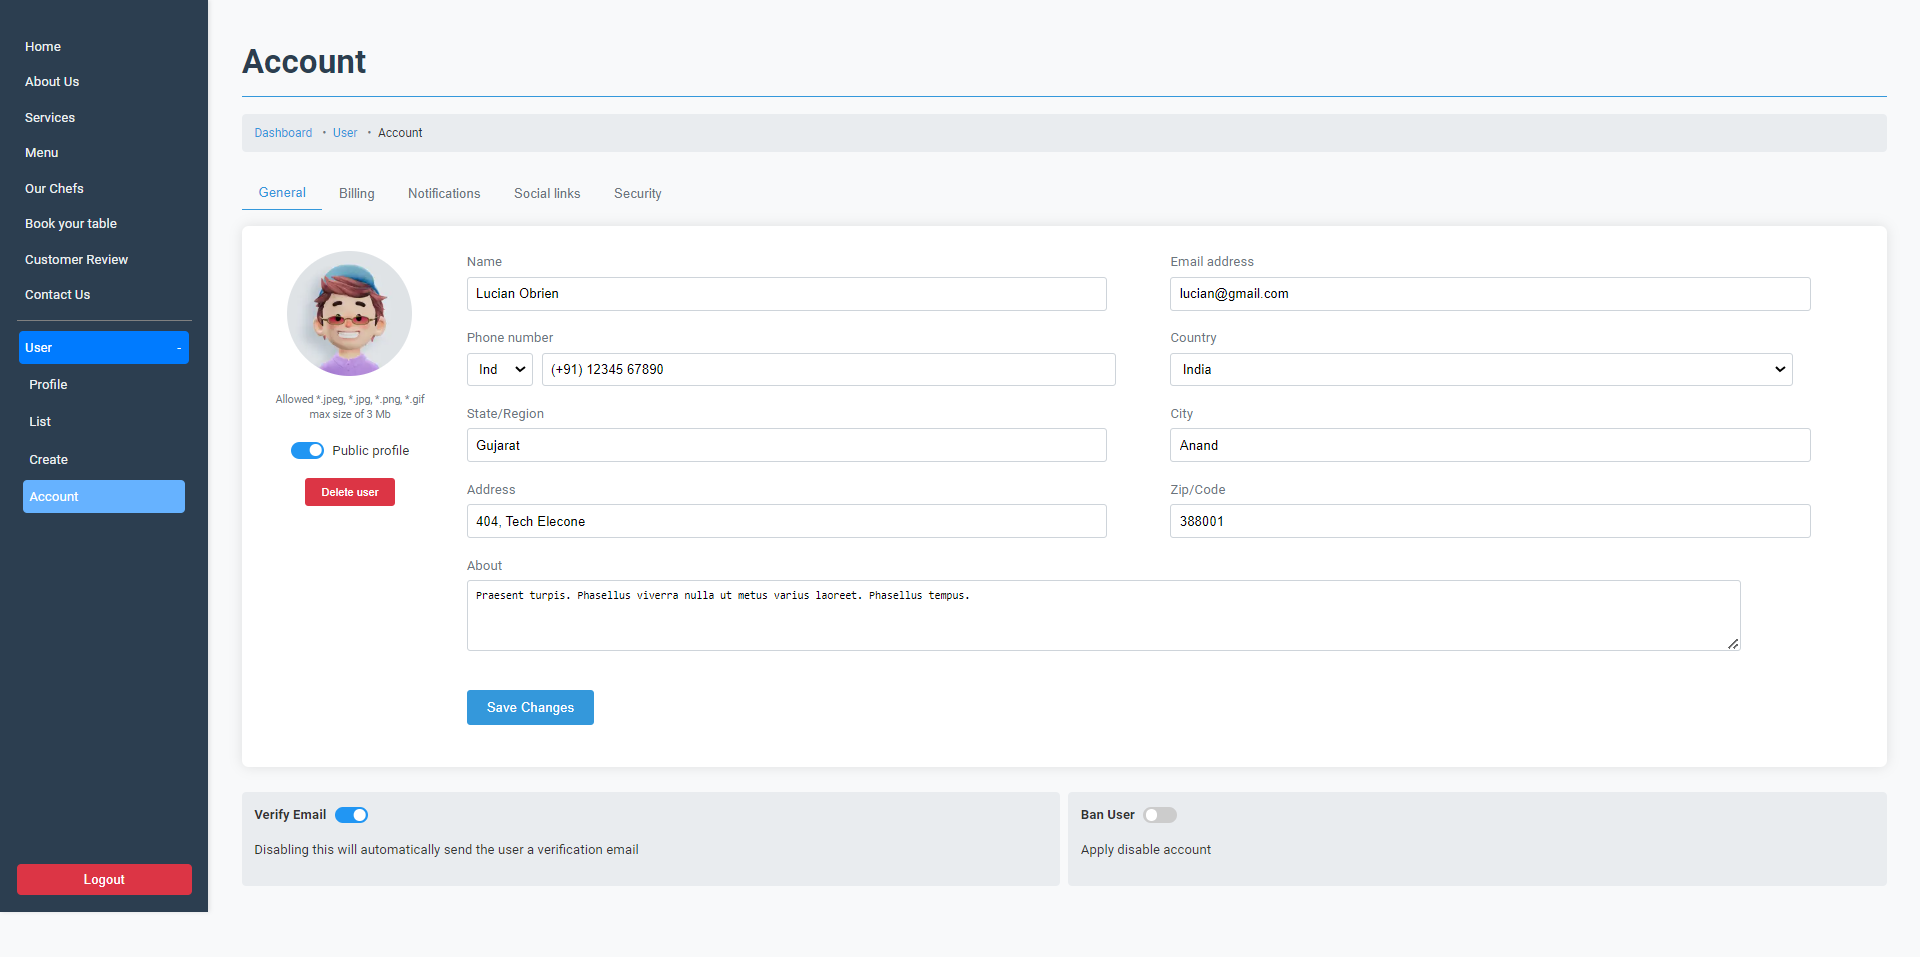 Home
About Us
Services
Menu
Our Chefs
Book your table
Customer Review
Contact Us
User -
Profile
List
Create
Account
Logout
Account
Dashboard • User • Account
General Billing Notifications Social links Security
Allowed *.jpeg, *.jpg, *.png, *.gif
max size of 3 Mb
Public profile
Delete user
Name
Lucian Obrien
Email address
lucian@gmail.com
Phone number
Ind (+91) 12345 67890
Country
India
State/Region
Gujarat
City
Anand
Address
404, Tech Elecone
Zip/Code
388001
About
Praesent turpis. Phasellus viverra nulla ut metus varius laoreet. Phasellus tempus.
Save Changes
Verify Email
Disabling this will automatically send the user a verification email
Ban User
Apply disable account